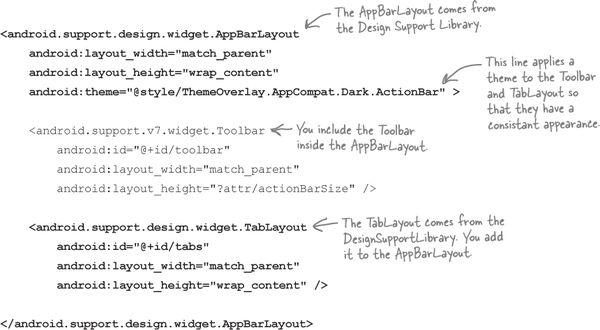 The AppBarLayout comes from
the Design Support Library.
<android.support.design.widget.AppBarLayout
android:layout_width="match_parent"
android:layout_height="wrap_content"
android:theme="@style/ThemeOverlay.AppCompat.Dark.ActionBar" >
This line applies a
theme to the Toolbar
and TabLayout so
that they have a
consistant appearance.
<android.support.v7.widget.Toolbar
You include the Toolbar
inside the AppBarLayout.
android:id="@+id/toolbar"
android:layout_width="match_parent"
android:layout_height="?attr/actionBarSize" />
<android.support.design.widget.TabLayout
The TabLayout comes from the
DesignSupportLibrary. You add
it to the AppBarLayout
android:id="@+id/tabs"
android:layout_width="match_parent"
android:layout_height="wrap_content" />
</android.support.design.widget.AppBarLayout>